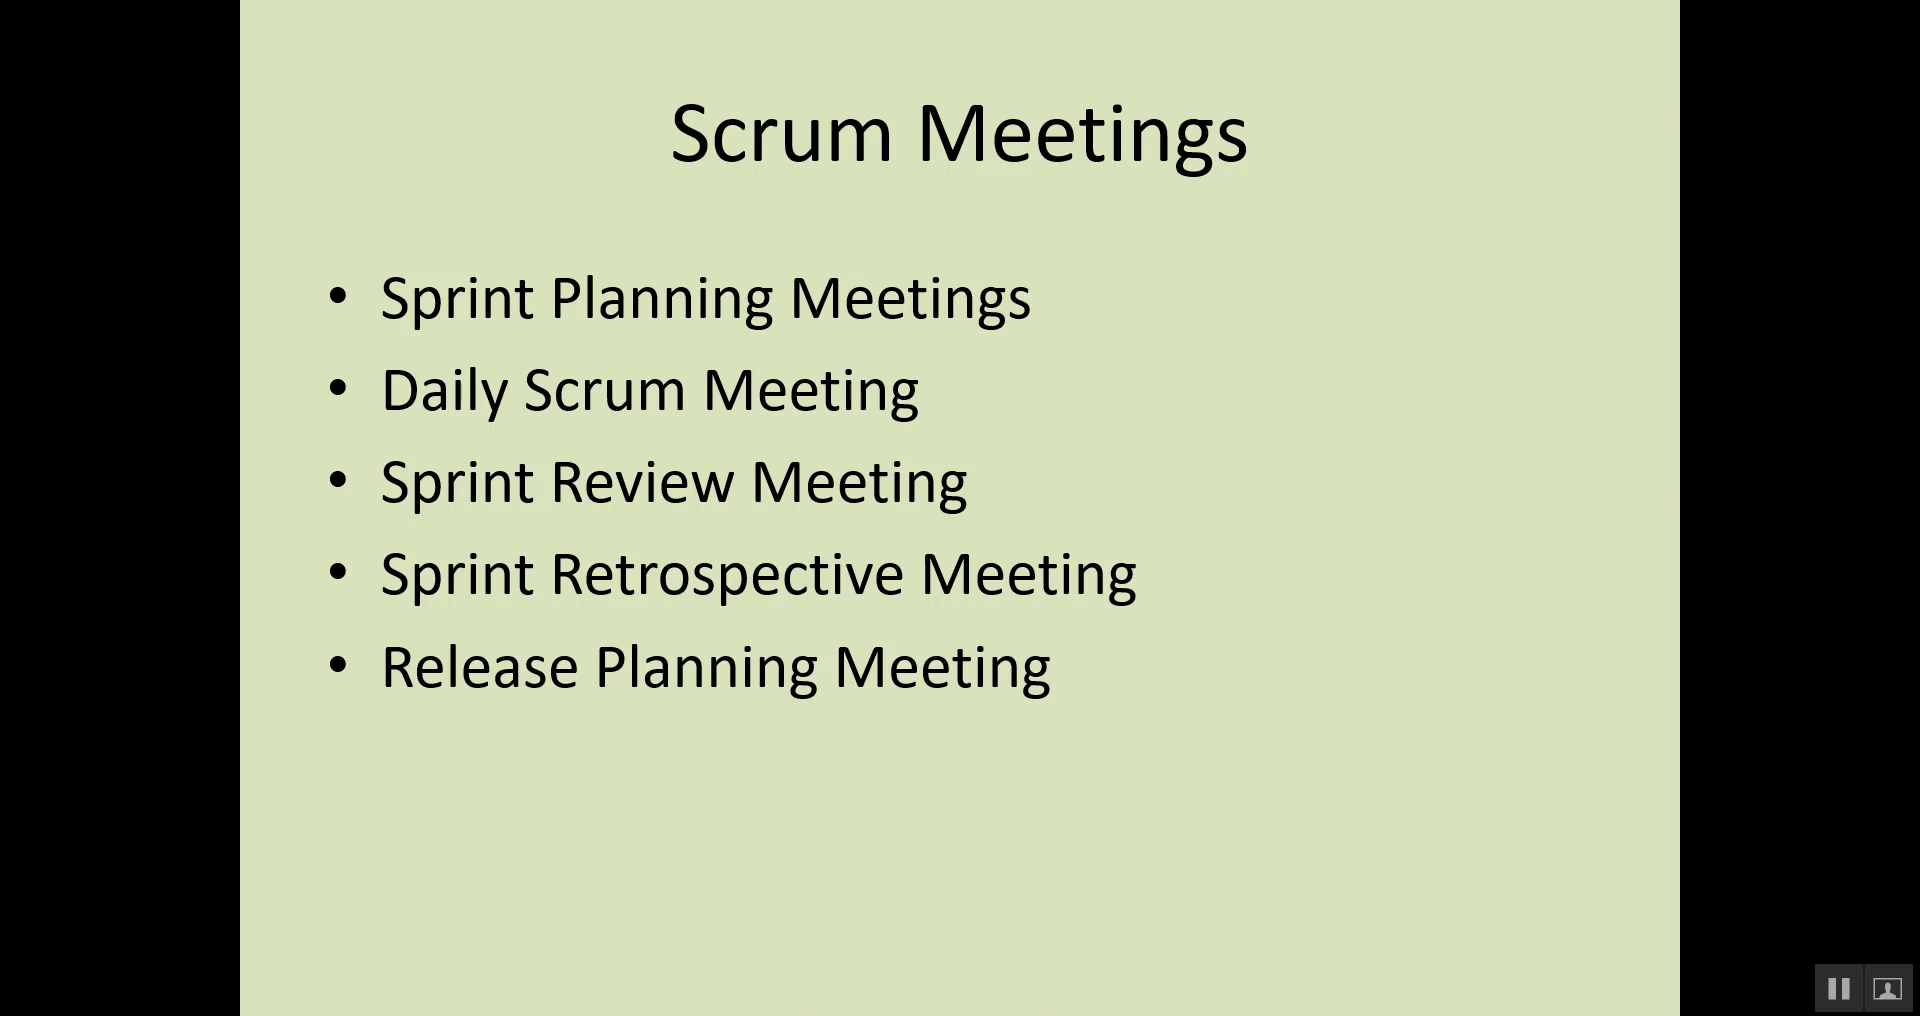 Scrum Meetings
• Sprint Planning Meetings
• Daily Scrum Meeting
• Sprint Review Meeting
• Sprint Retrospective Meeting
• Release Planning Meeting